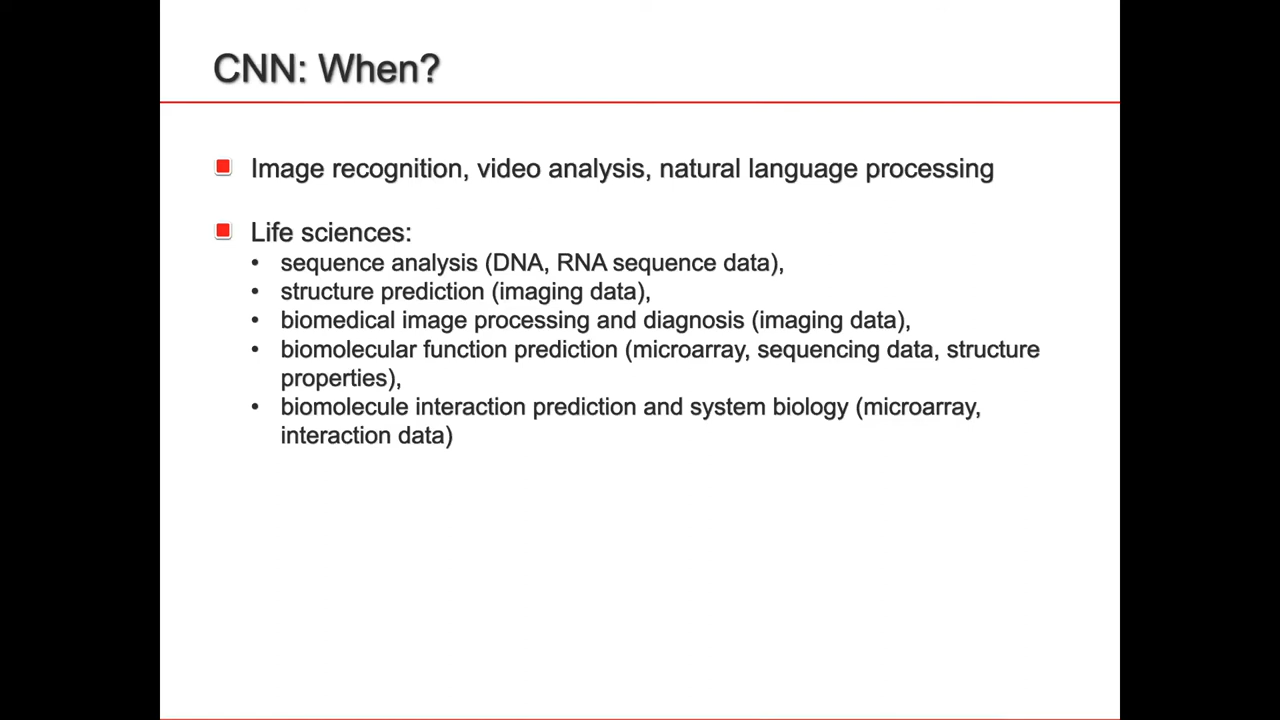 CNN: When?
Image recognition, video analysis, natural language processing
Life sciences:
• sequence analysis (DNA, RNA sequence data),
• structure prediction (imaging data),
• biomedical image processing and diagnosis (imaging data),
• biomolecular function prediction (microarray, sequencing data, structure
properties),
• biomolecule interaction prediction and system biology (microarray,
interaction data)